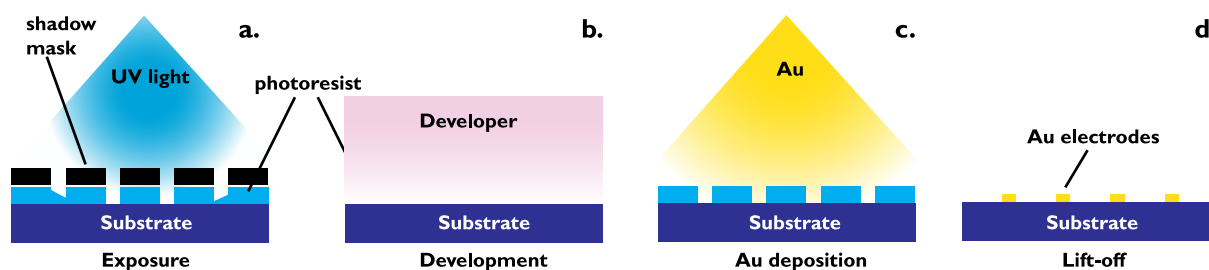 shadow
mask
a.
UV light
photoresist
Substrate
Exposure
b.
Developer
Substrate
Development
c.
Au
Substrate
Au deposition
d
Au electrodes
Substrate
Lift-off